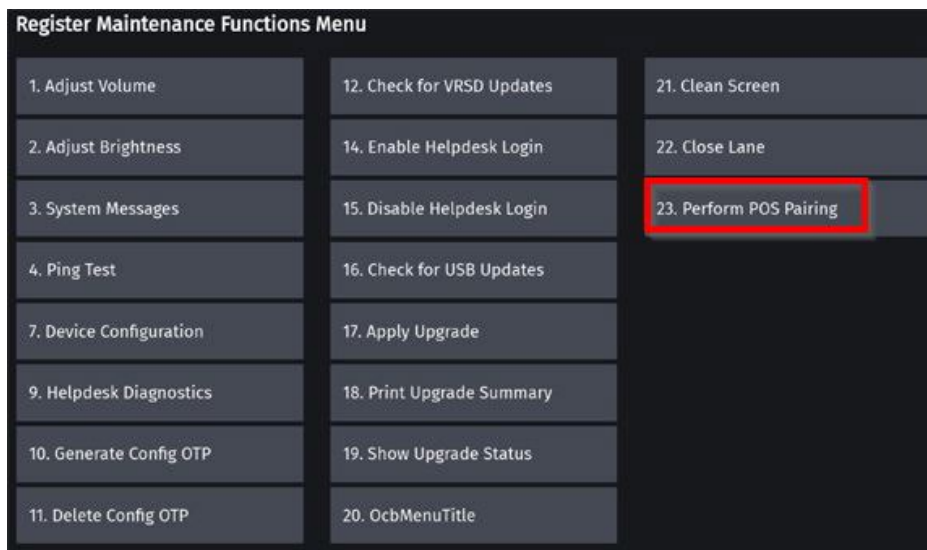 Register Maintenance Functions Menu
1. Adjust Volume
2. Adjust Brightness
3. System Messages
4. Ping Test
7. Device Configuration
9. Helpdesk Diagnostics
10. Generate Config OTP
11. Delete Config OTP
12. Check for VRSD Updates
14. Enable Helpdesk Login
15. Disable Helpdesk Login
16. Check for USB Updates
17. Apply Upgrade
18. Print Upgrade Summary
19. Show Upgrade Status
20. OcbMenuTitle
21. Clean Screen
22. Close Lane
23. Perform POS Pairing